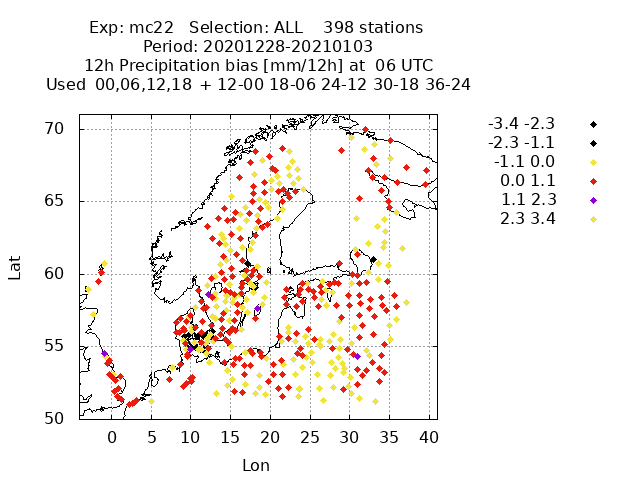 Exp: mc22 Selection: ALL 398 stations
Period: 20201228-20210103
12h Precipitation bias [mm/12h] at 06 UTC
Used 00,06,12,18 + 12-00 18-06 24-12 30-18 36-24
-3.4 -2.3
-2.3 -1.1
-1.1 0.0
0.0 1.1
1.1 2.3
2.3 3.4
70
65
60
55
50
Lat
0 5 10 15 20 25 30 35 40
Lon